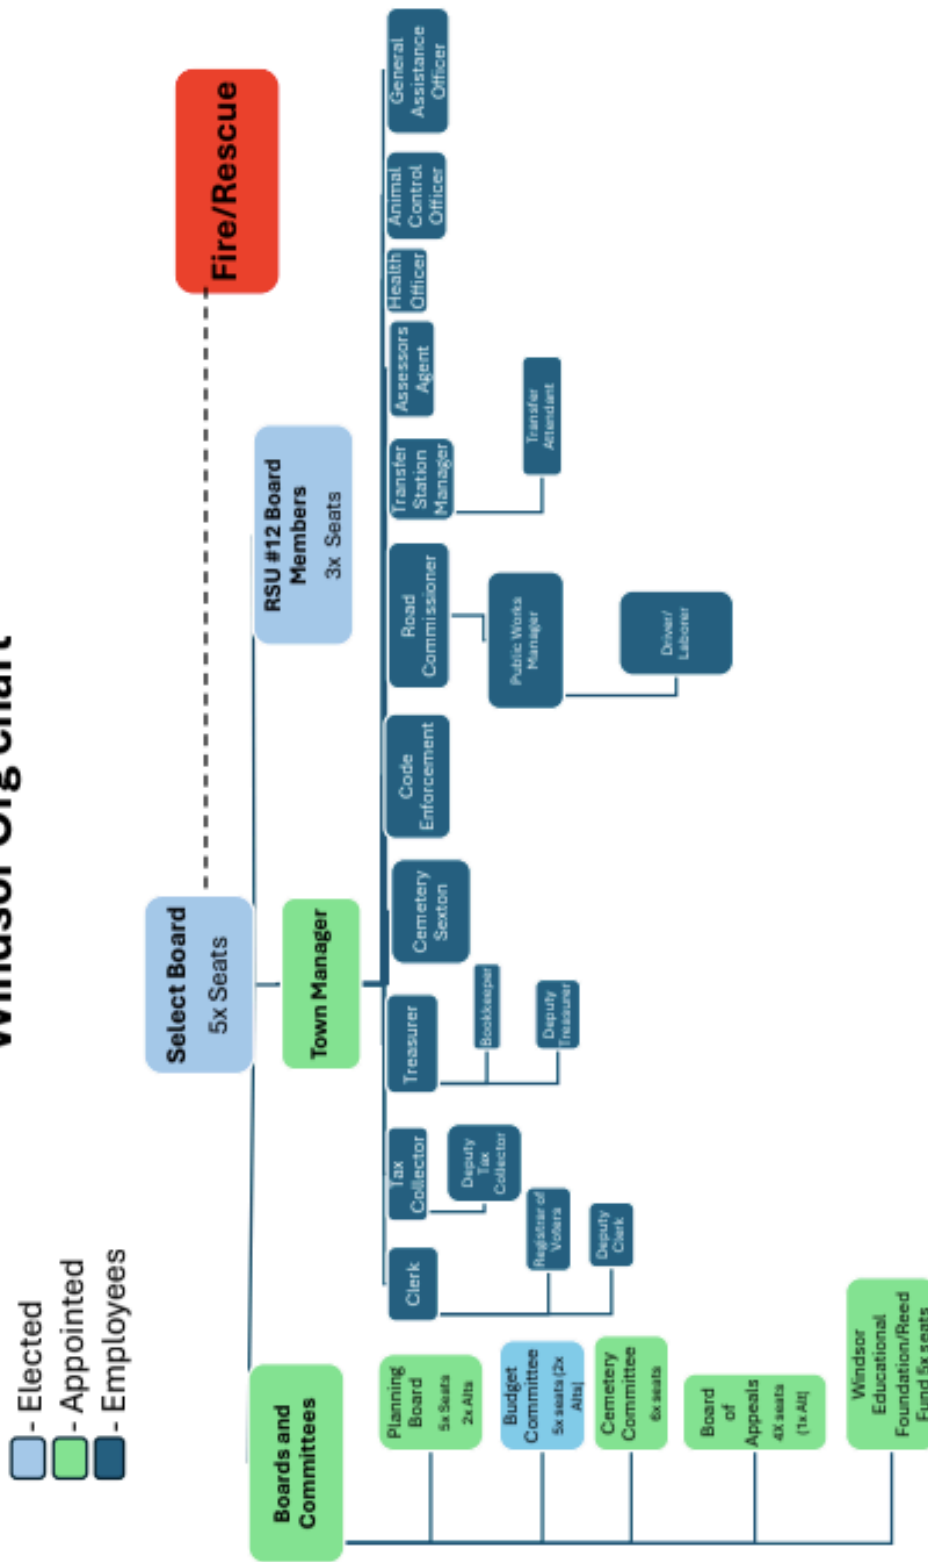 Windsor Org chart
- Elected
- Appointed
- Employees
Select Board
5x Seats
Fire/Rescue
Town Manager
RSU #12 Board
Members
3x Seats
Boards and
Committees
Planning
Board
5x Seats
2x Alts
Budget
Committee
5x seats (2x
Alts)
Cemetery
Committee
6x seats
Board
of
Appeals
4X seats
(1x Alt)
Windsor
Educational
Foundation/Reed
Fund 5x seats
Clerk
Registrar of
Voters
Deputy
Clerk
Tax
Collector
Deputy
Tax
Collector
Treasurer
Bookkeeper
Deputy
Treasurer
Cemetery
Sexton
Code
Enforcement
Road
Commissioner
Public Works
Manager
Driver/
Laborer
Transfer
Station
Manager
Transfer
Attendant
Assessors
Agent
Health
Officer
Animal
Control
Officer
General
Assistance
Officer